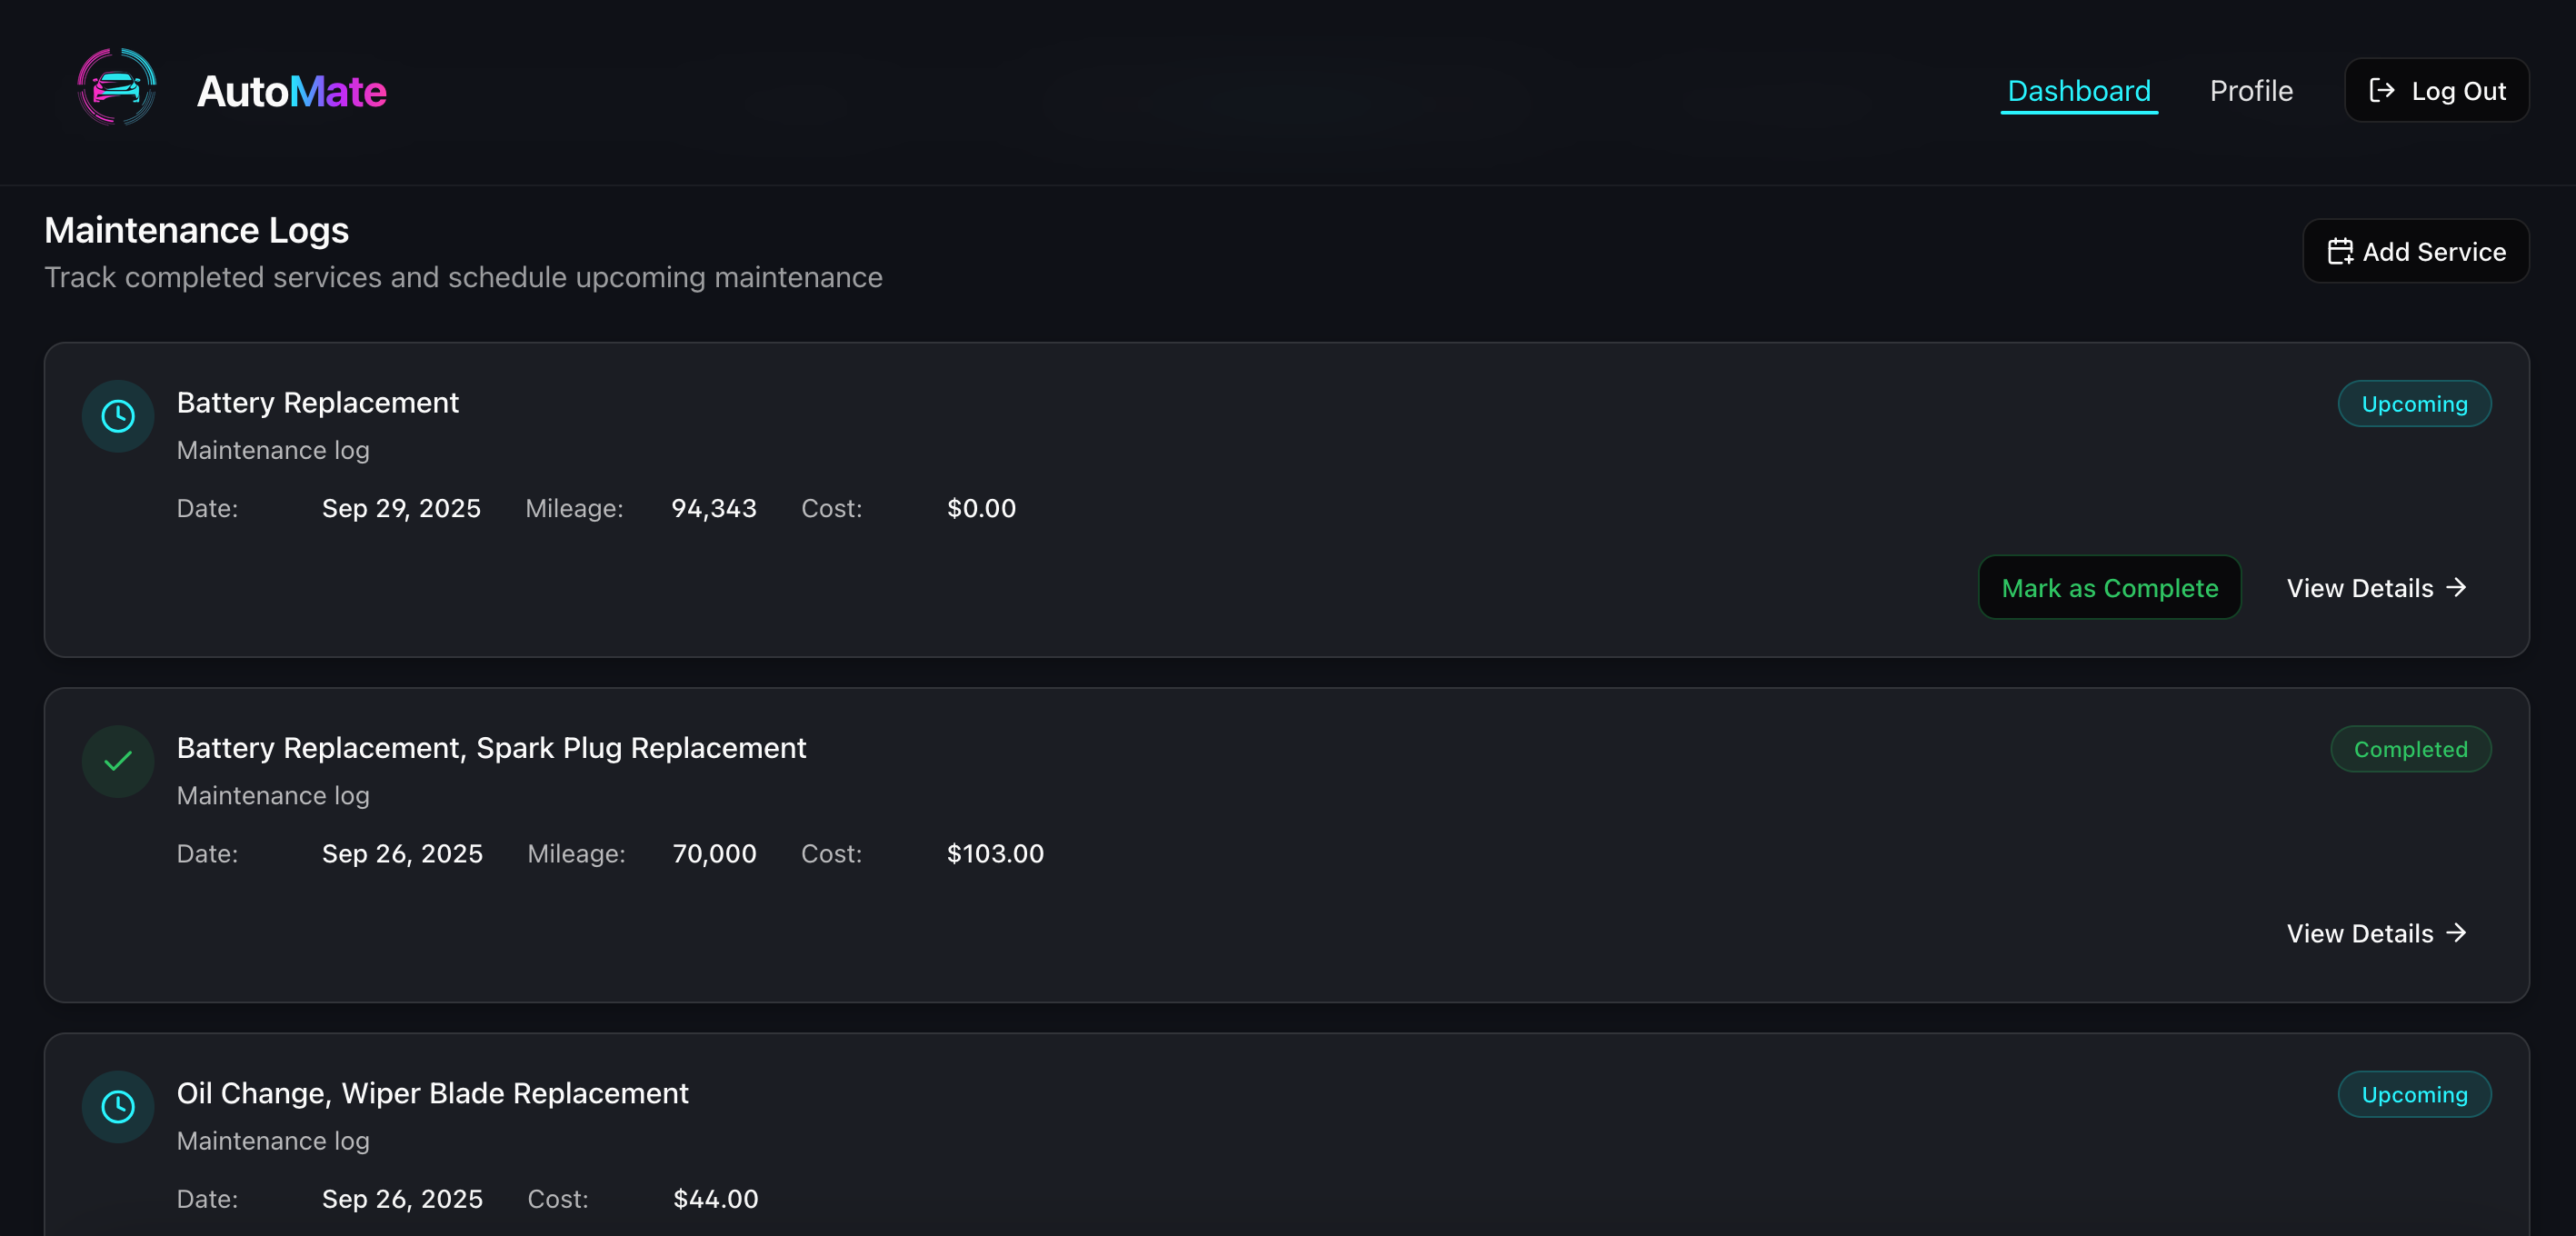 AutoMate
Dashboard Profile Log Out
Maintenance Logs
Track completed services and schedule upcoming maintenance
Add Service
Battery Replacement
Upcoming
Maintenance log
Date: Sep 29, 2025 Mileage: 94,343 Cost: $0.00
Mark as Complete View Details →
Battery Replacement, Spark Plug Replacement
Completed
Maintenance log
Date: Sep 26, 2025 Mileage: 70,000 Cost: $103.00
View Details →
Oil Change, Wiper Blade Replacement
Upcoming
Maintenance log
Date: Sep 26, 2025 Cost: $44.00